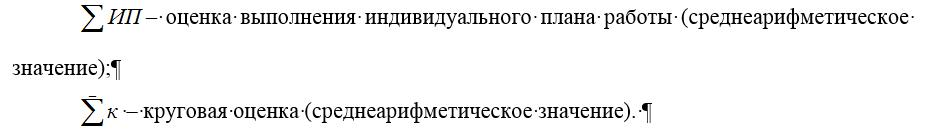 ∑ИП – оценка выполнения индивидуального плана работы (среднеарифметическое
значение);¶
∑̄к – круговая оценка (среднеарифметическое значение). ¶